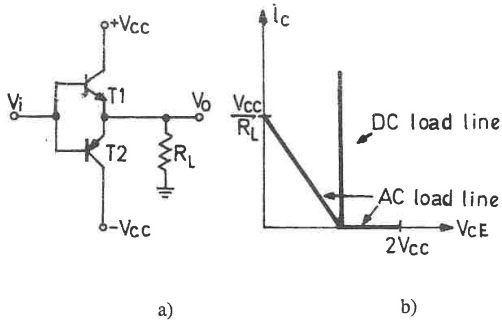 +VCC
Vi
T1
Vo
T2
RL
-VCC
a)
iC
VCC
RL
DC load line
AC load line
VCE
2VCC
b)